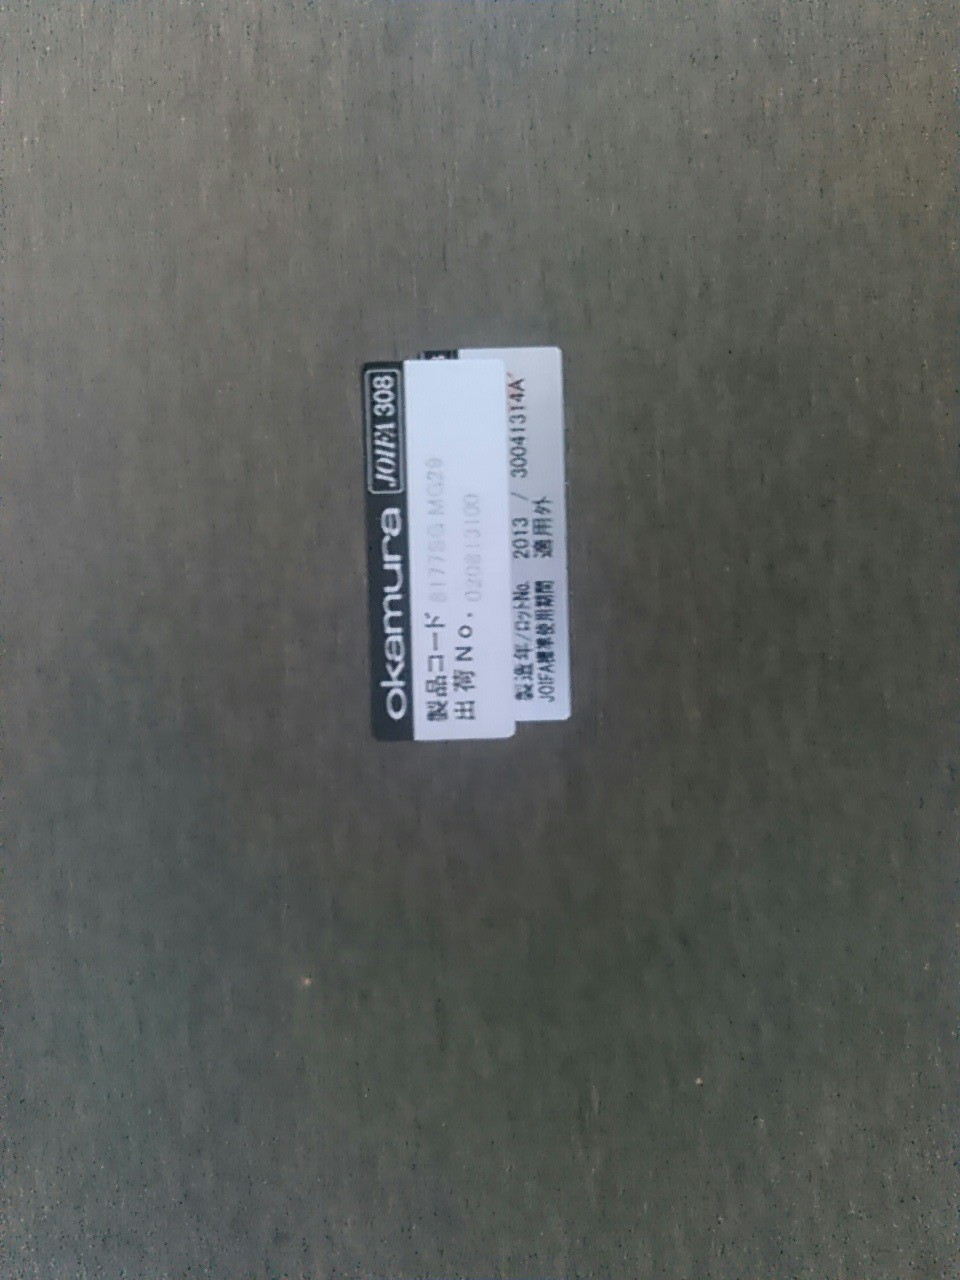 okamura JOIFA 308
製品コード 8177SG MG29
出荷No. 020813100
製造年/ロットNo. 2013 / 30041314A
JOIFA標準使用期間 適用外